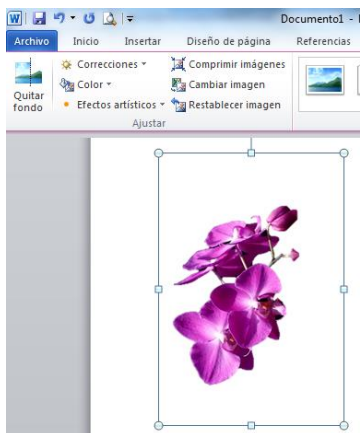 W Documento1 -
Archivo Inicio Insertar Diseño de página Referencias
Correcciones Comprimir imágenes
Color Cambiar imagen
Quitar fondo
Efectos artísticos Restablecer imagen
Ajustar